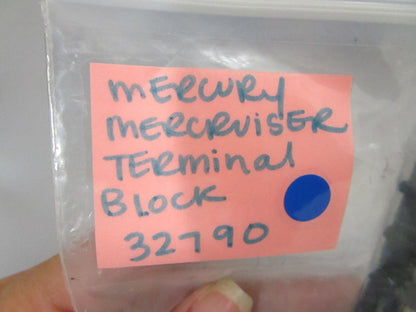 MERCURY
MERCRUISER
TERMINAL
BLOCK
32790